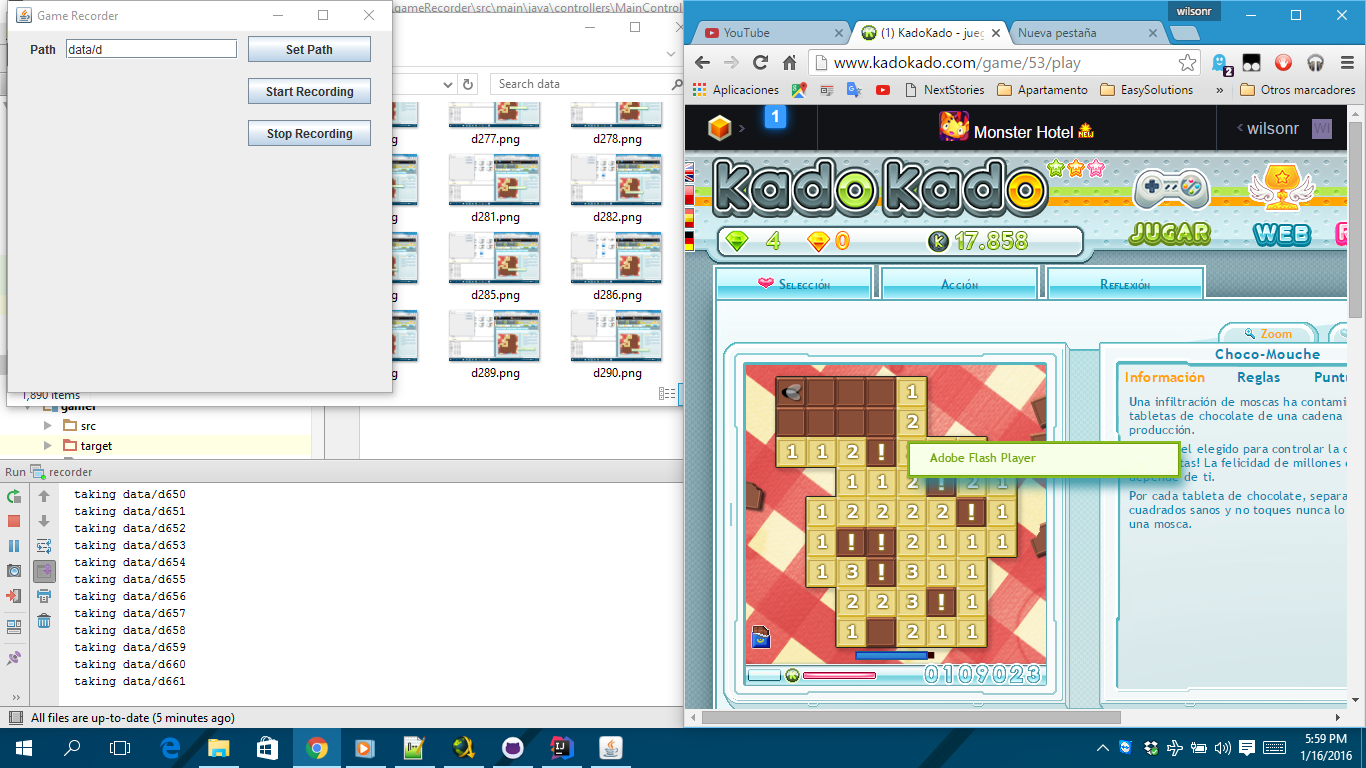 Game Recorder
Path data/d Set Path
Start Recording
Stop Recording
.gameRecorder\src\main\java\controllers\MainControl
Search data
d277.png d278.png
d281.png d282.png
d285.png d286.png
d289.png d290.png
1,890 items
gamer
src
target
Run recorder
taking data/d650
taking data/d651
taking data/d652
taking data/d653
taking data/d654
taking data/d655
taking data/d656
taking data/d657
taking data/d658
taking data/d659
taking data/d660
taking data/d661
All files are up-to-date (5 minutes ago)
wilsonr
YouTube (1) KadoKado - jueg Nueva pestaña
www.kadokado.com/game/53/play
2
Aplicaciones NextStories Apartamento EasySolutions » Otros marcadores
1 Monster Hotel NEW wilsonr WI
KadoKado
4 0 K 17.858
JUGAR WEB
Selección Acción Reflexión
Zoom
Choco-Mouche
Información Reglas Puntu
Una infiltración de moscas ha contami
tabletas de chocolate de una cadena
producción.
el elegido para controlar la
tas! La felicidad de millones
depende de ti.
Por cada tableta de chocolate, separa
cuadrados sanos y no toques nunca lo
una mosca.
Adobe Flash Player
1
2
1 1 2 !
1 1 2 ! 2 1
1 2 2 2 2 ! 1
1 ! ! 2 1 1 1
1 3 ! 3 1 1
2 2 3 ! 1
1 2 1 1
0109023
5:59 PM
1/16/2016